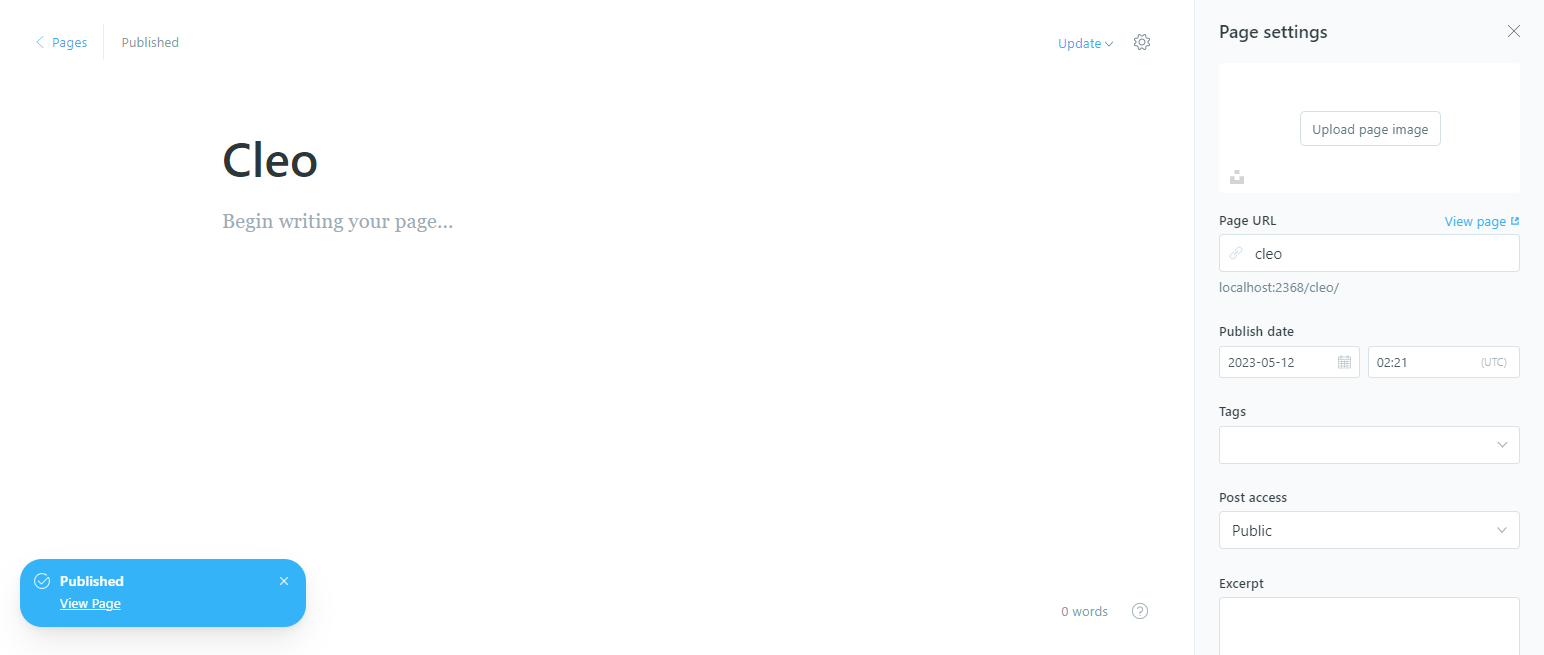 Pages
Published
Update
Cleo
Begin writing your page...
Published
View Page
0 words
?
Page settings
Upload page image
Page URL
View page
cleo
localhost:2368/cleo/
Publish date
2023-05-12
02:21 (UTC)
Tags
Post access
Public
Excerpt